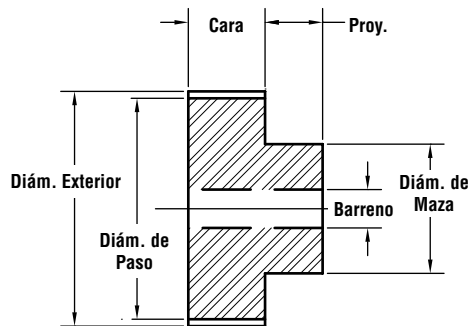 Cara
Proy.
Diám. Exterior
Diám. de
Paso
Barreno
Diám. de
Maza